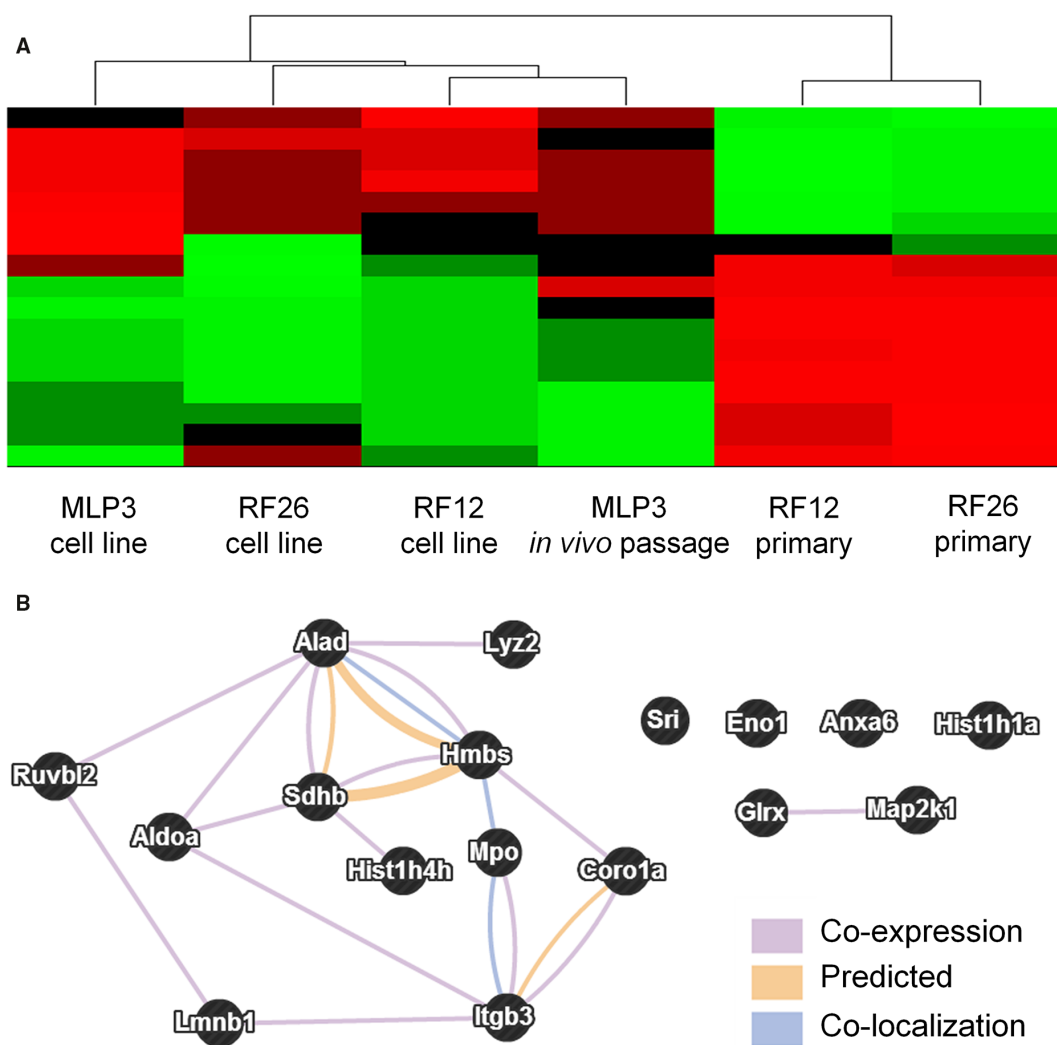 A
MLP3 cell line
RF26 cell line
RF12 cell line
MLP3 in vivo passage
RF12 primary
RF26 primary
B
Alad
Lyz2
Sri
Eno1
Anxa6
Hist1h1a
Hmbs
Ruvbl2
Sdhb
Glrx
Map2k1
Aldoa
Mpo
Hist1h4h
Coro1a
Co-expression
Predicted
Itgb3
Lmnb1
Co-localization